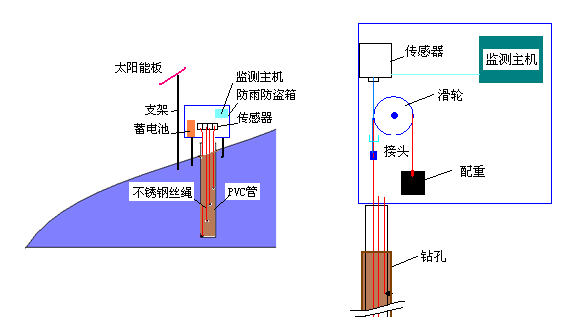 太阳能板
监测主机
防雨防盗箱
支架
传感器
蓄电池
不锈钢丝绳
PVC管
传感器
监测主机
滑轮
接头
配重
钻孔